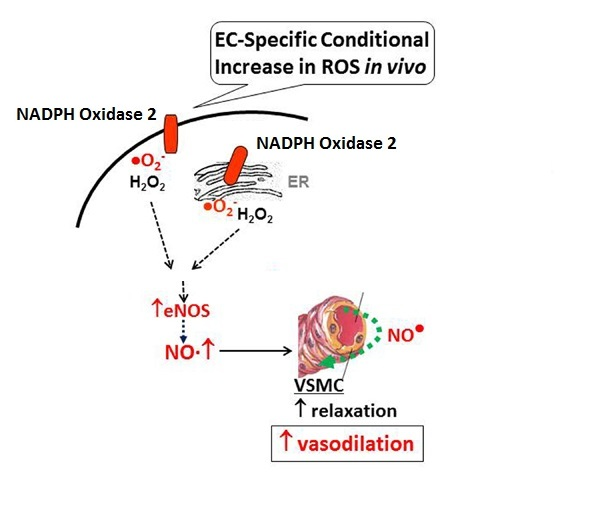 EC-Specific Conditional
Increase in ROS in vivo
NADPH Oxidase 2
NADPH Oxidase 2
•O₂⁻
H₂O₂
ER
•O₂⁻
H₂O₂
↑eNOS
NO·↑
NO•
VSMC
↑ relaxation
↑ vasodilation